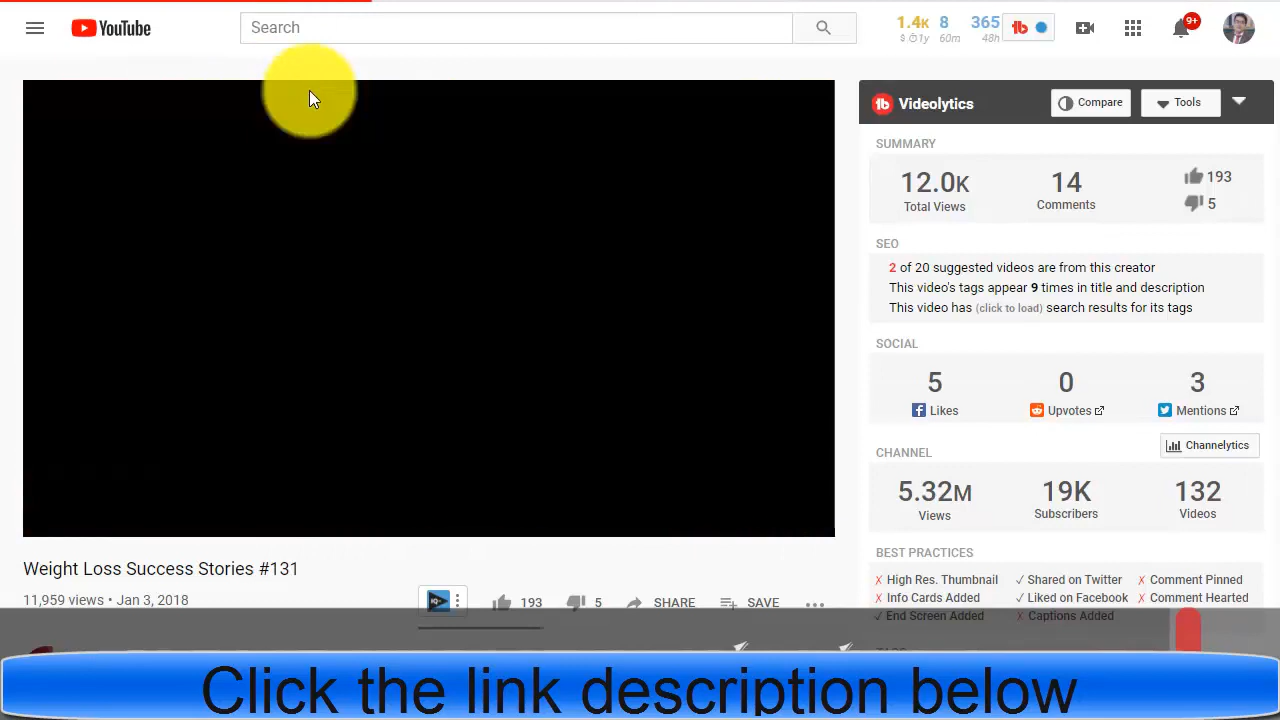 YouTube
Search
1.4K 8 365
1y 60m 48h
9+
Videolytics
Compare
Tools
SUMMARY
12.0K
Total Views
14
Comments
193
5
SEO
2 of 20 suggested videos are from this creator
This video's tags appear 9 times in title and description
This video has (click to load) search results for its tags
SOCIAL
5
Likes
0
Upvotes
3
Mentions
CHANNEL
Channelytics
5.32M
Views
19K
Subscribers
132
Videos
BEST PRACTICES
✗ High Res. Thumbnail ✓ Shared on Twitter ✗ Comment Pinned
✗ Info Cards Added ✓ Liked on Facebook ✗ Comment Hearted
✓ End Screen Added ✗ Captions Added
Weight Loss Success Stories #131
11,959 views • Jan 3, 2018
193
5
SHARE
SAVE
Click the link description below